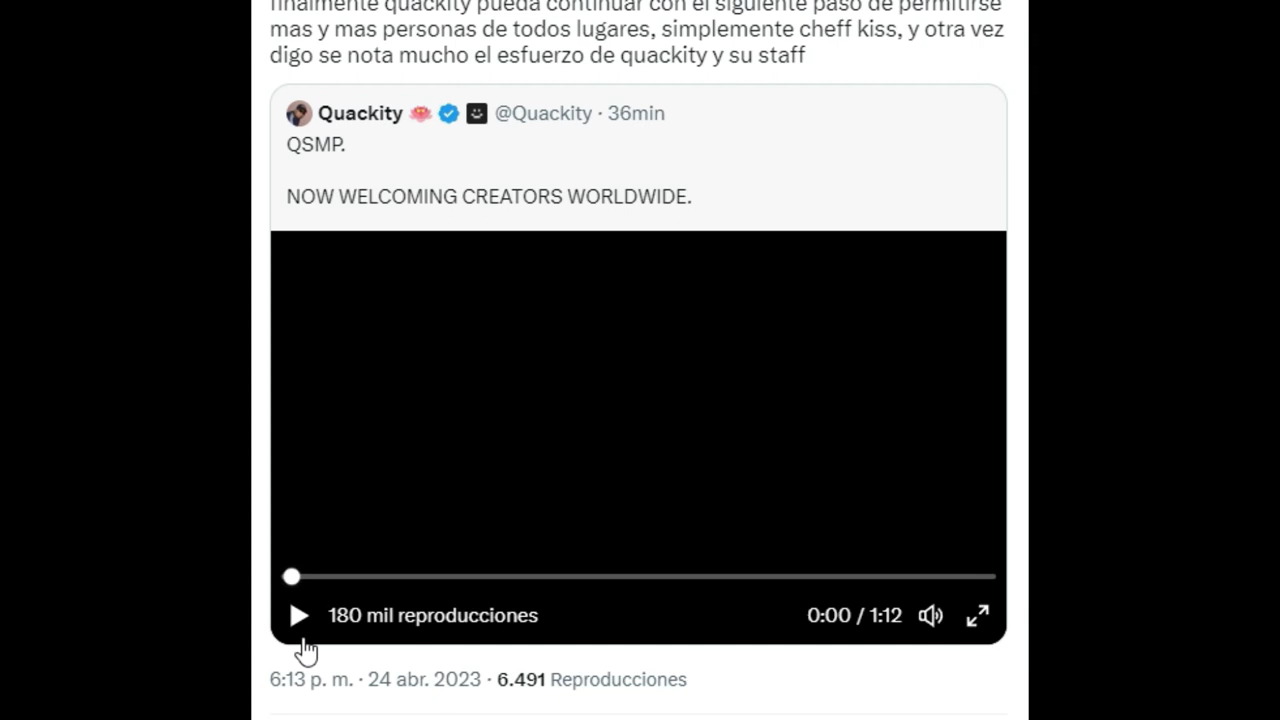 finalmente quackity pueda continuar con el siguiente paso de permitirse
mas y mas personas de todos lugares, simplemente cheff kiss, y otra vez
digo se nota mucho el esfuerzo de quackity y su staff
Quackity @Quackity · 36min
QSMP.
NOW WELCOMING CREATORS WORLDWIDE.
180 mil reproducciones 0:00 / 1:12
6:13 p. m. · 24 abr. 2023 · 6.491 Reproducciones